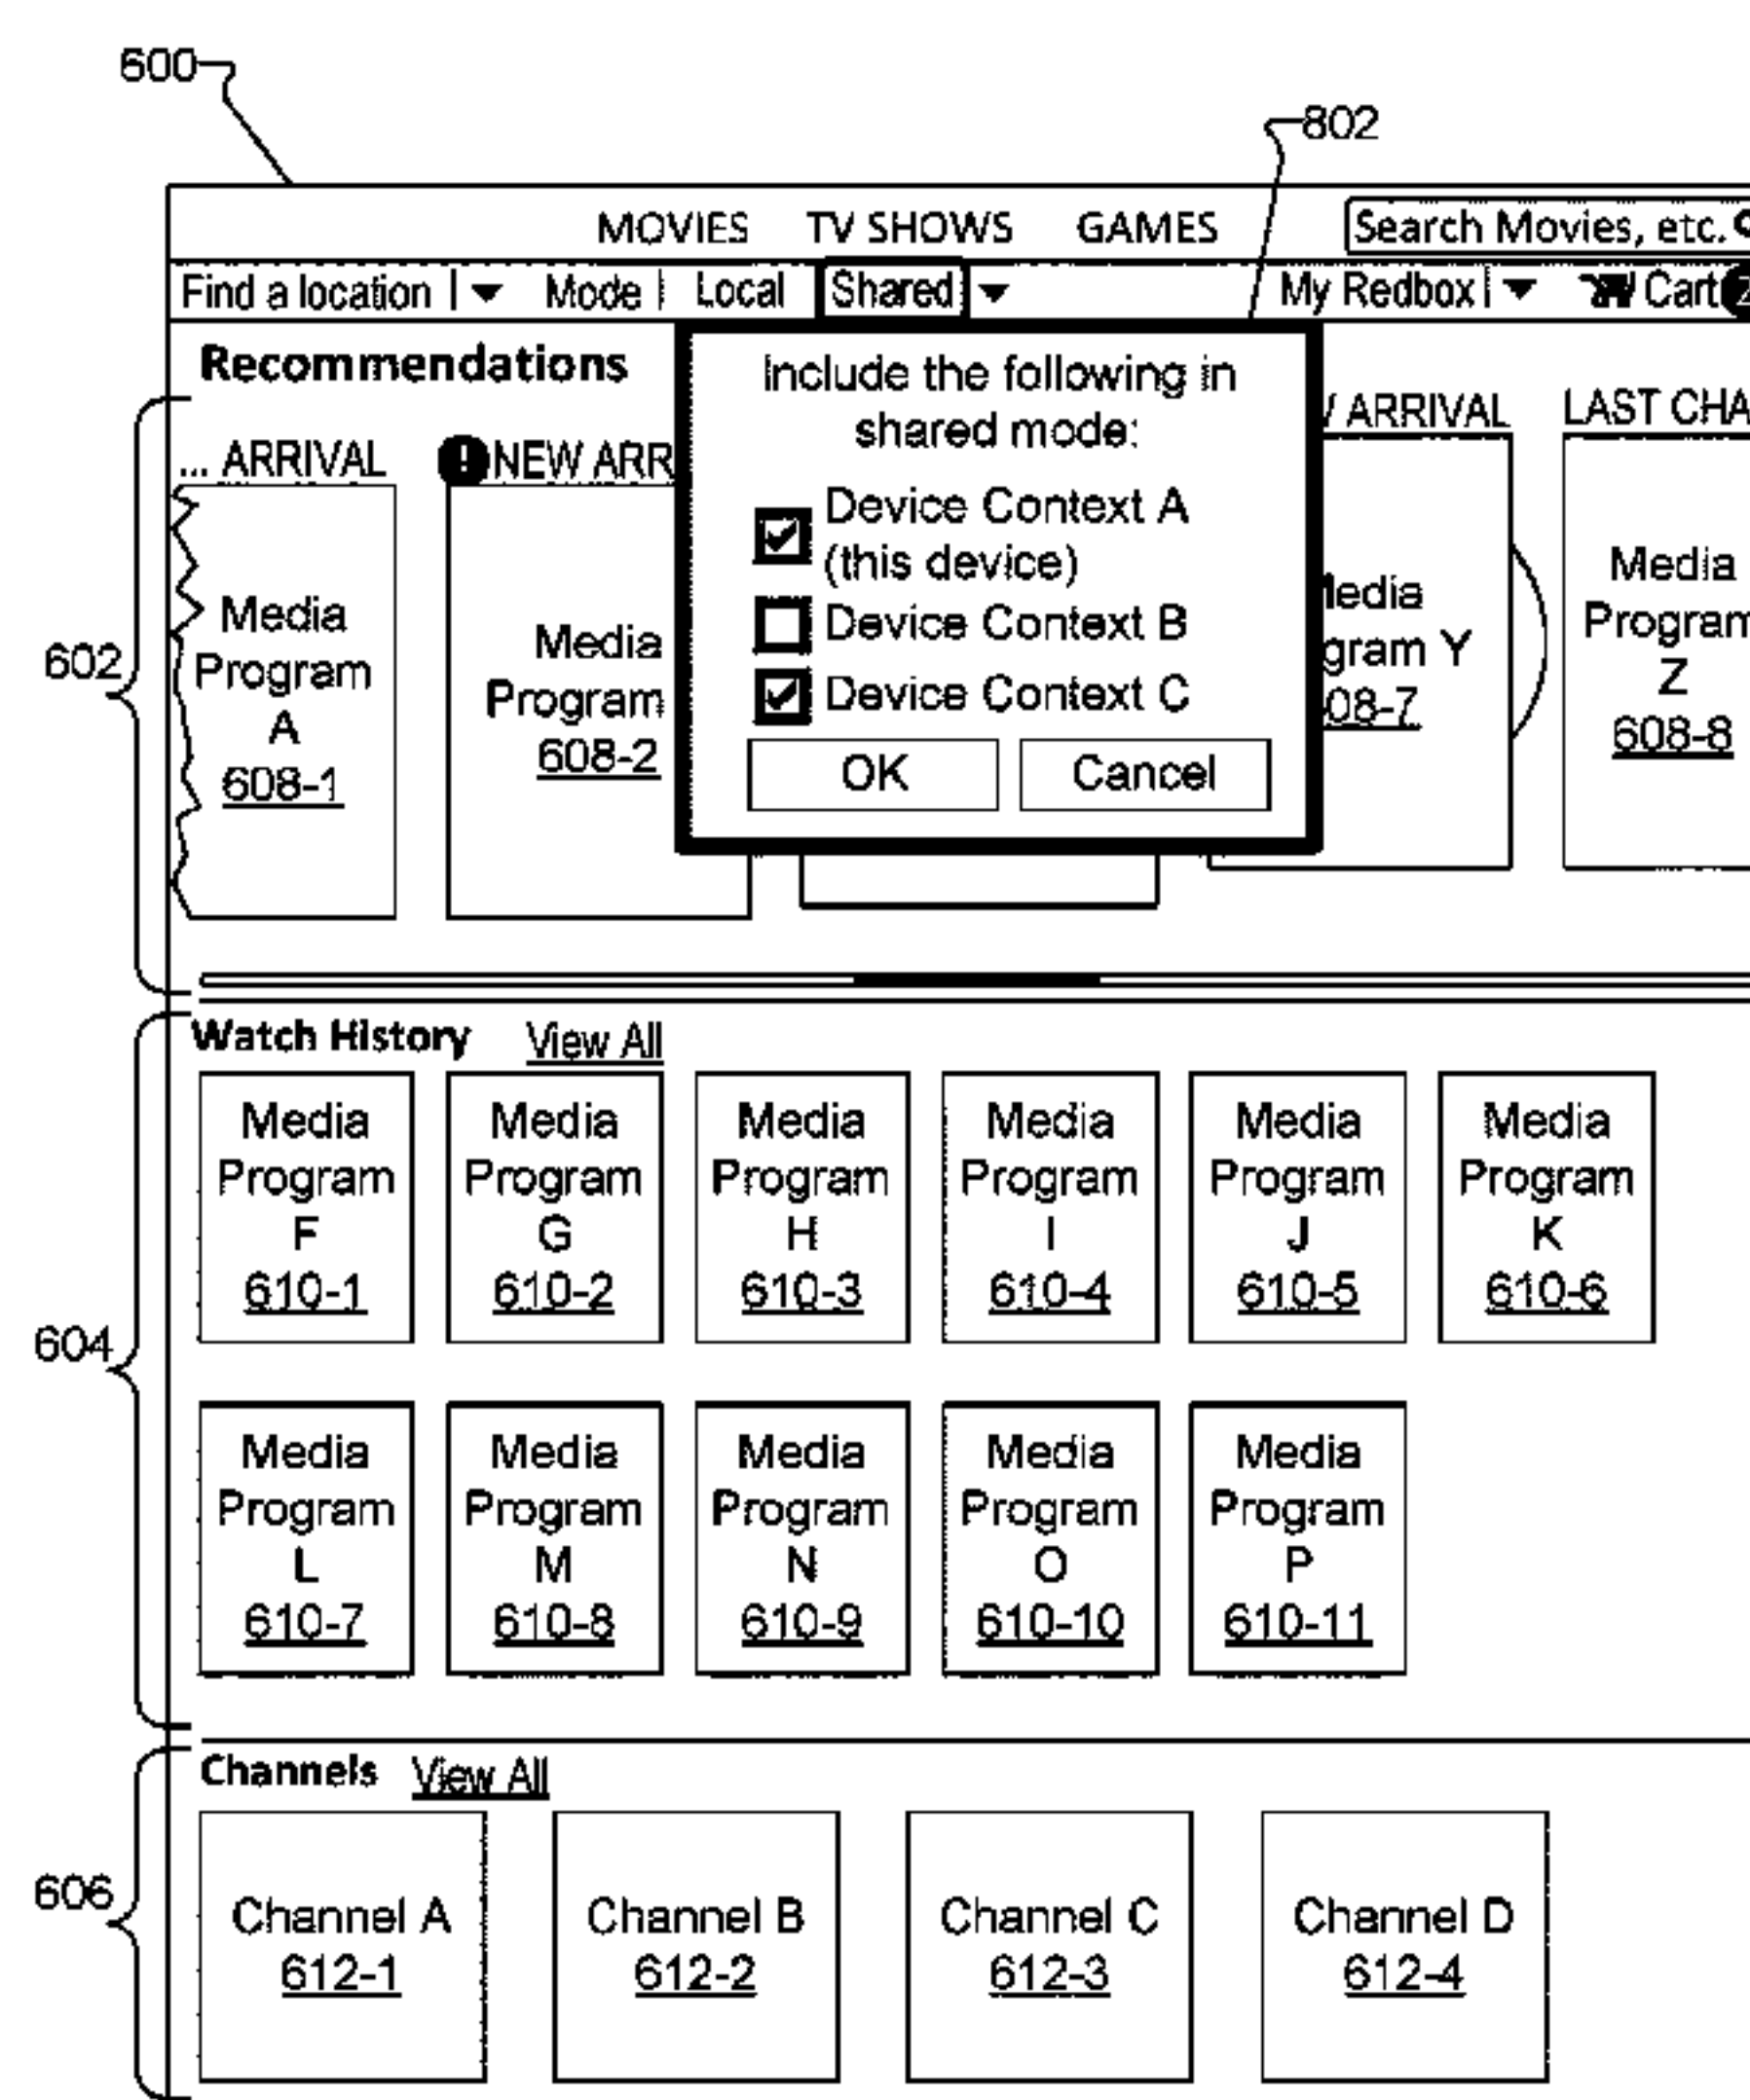 600
802
MOVIES TV SHOWS GAMES Search Movies, etc.
Find a location Mode Local Shared My Redbox Cart
Recommendations
Include the following in
shared mode:
Device Context A
(this device)
Device Context B
Device Context C
OK Cancel
... ARRIVAL
! NEW ARR
ARRIVAL
LAST CHA
602
Media
Program
A
608-1
Media
Program
608-2
edia
gram Y
08-7
Media
Program
Z
608-8
604
Watch History View All
Media
Program
F
610-1
Media
Program
G
610-2
Media
Program
H
610-3
Media
Program
I
610-4
Media
Program
J
610-5
Media
Program
K
610-6
Media
Program
L
610-7
Media
Program
M
610-8
Media
Program
N
610-9
Media
Program
O
610-10
Media
Program
P
610-11
606
Channels View All
Channel A
612-1
Channel B
612-2
Channel C
612-3
Channel D
612-4